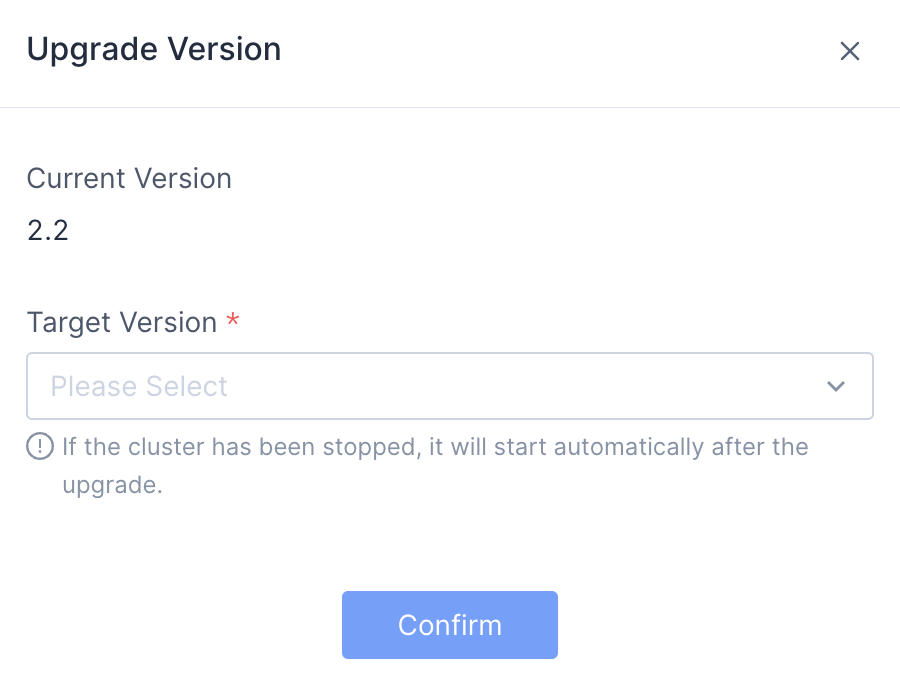 Upgrade Version
Current Version
2.2
Target Version *
Please Select
If the cluster has been stopped, it will start automatically after the
upgrade.
Confirm